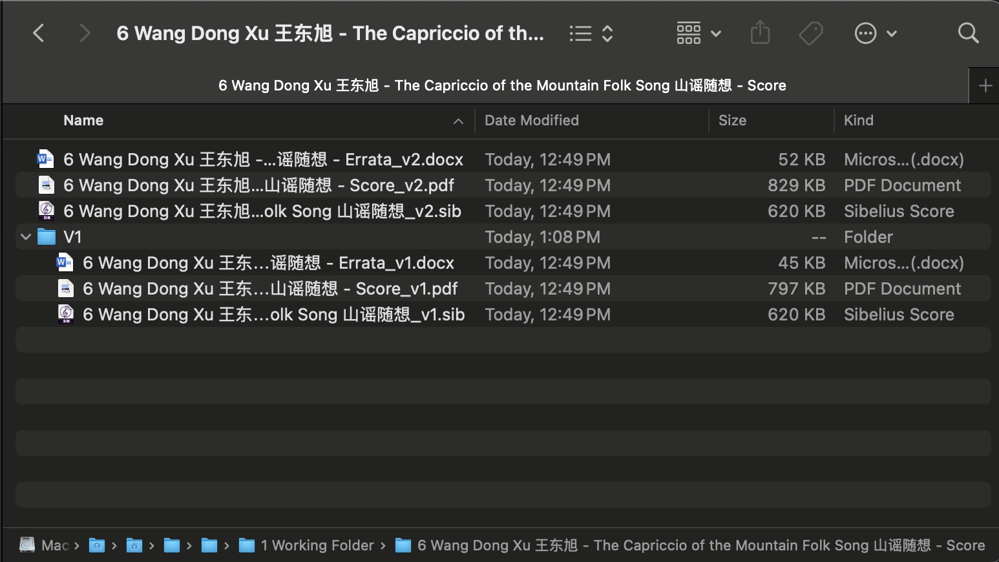 6 Wang Dong Xu 王东旭 - The Capriccio of th...
6 Wang Dong Xu 王东旭 - The Capriccio of the Mountain Folk Song 山谣随想 - Score
Name Date Modified Size Kind
6 Wang Dong Xu 王东旭 -...谣随想 - Errata_v2.docx Today, 12:49 PM 52 KB Micros...(.docx)
6 Wang Dong Xu 王东旭...山谣随想 - Score_v2.pdf Today, 12:49 PM 829 KB PDF Document
6 Wang Dong Xu 王东旭...olk Song 山谣随想_v2.sib Today, 12:49 PM 620 KB Sibelius Score
V1 Today, 1:08 PM -- Folder
6 Wang Dong Xu 王东...谣随想 - Errata_v1.docx Today, 12:49 PM 45 KB Micros...(.docx)
6 Wang Dong Xu 王东...山谣随想 - Score_v1.pdf Today, 12:49 PM 797 KB PDF Document
6 Wang Dong Xu 王东...olk Song 山谣随想_v1.sib Today, 12:49 PM 620 KB Sibelius Score
Mac › › › › › 1 Working Folder › 6 Wang Dong Xu 王东旭 - The Capriccio of the Mountain Folk Song 山谣随想 - Score